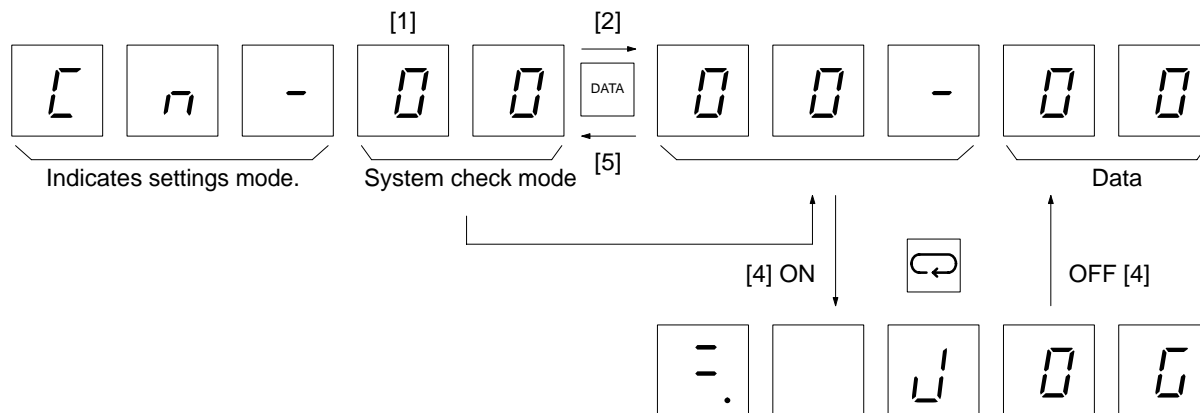 [1] [2]
C n - 0 0 DATA 0 0 - 0 0
[5]
Indicates settings mode. System check mode Data
[4] ON OFF [4]
=. J 0 G